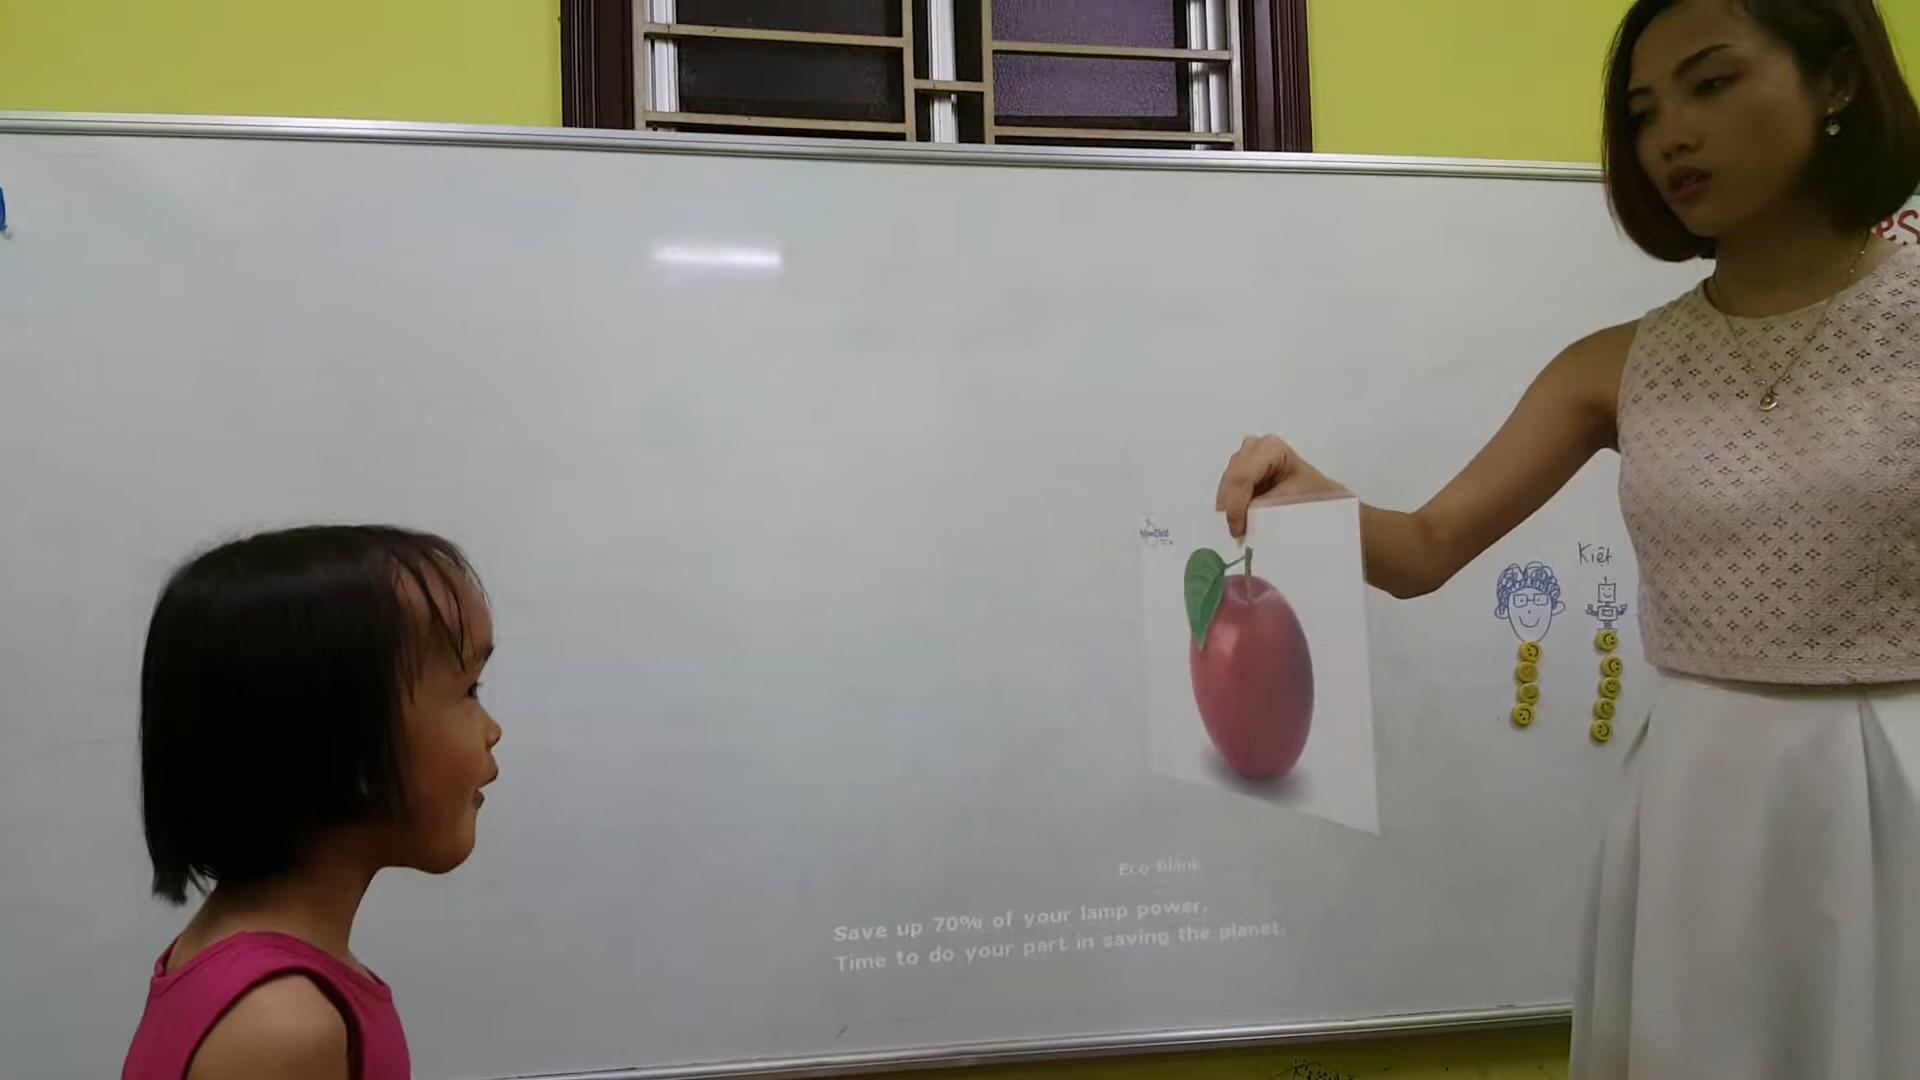 Kiệt
Eco Blank
Save up 70% of your lamp power.
Time to do your part in saving the planet.